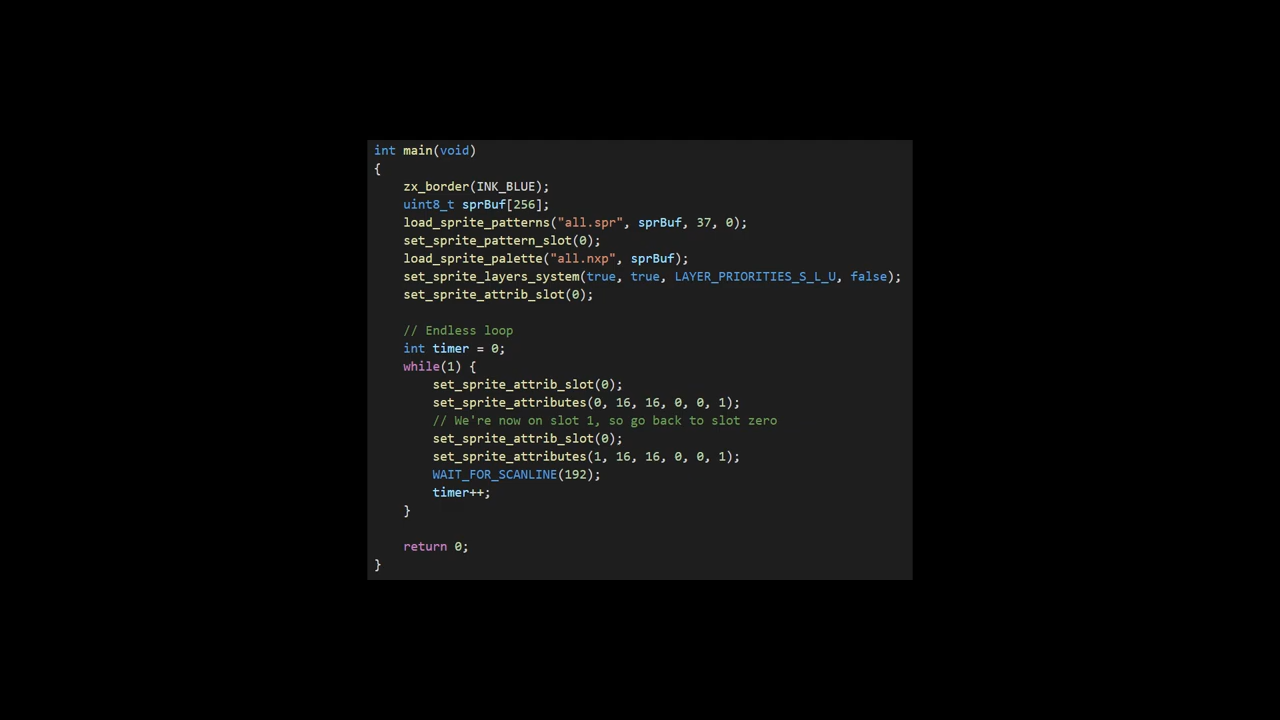 int main(void)
{
    zx_border(INK_BLUE);
    uint8_t sprBuf[256];
    load_sprite_patterns("all.spr", sprBuf, 37, 0);
    set_sprite_pattern_slot(0);
    load_sprite_palette("all.nxp", sprBuf);
    set_sprite_layers_system(true, true, LAYER_PRIORITIES_S_L_U, false);
    set_sprite_attrib_slot(0);

    // Endless loop
    int timer = 0;
    while(1) {
        set_sprite_attrib_slot(0);
        set_sprite_attributes(0, 16, 16, 0, 0, 1);
        // We're now on slot 1, so go back to slot zero
        set_sprite_attrib_slot(0);
        set_sprite_attributes(1, 16, 16, 0, 0, 1);
        WAIT_FOR_SCANLINE(192);
        timer++;
    }

    return 0;
}